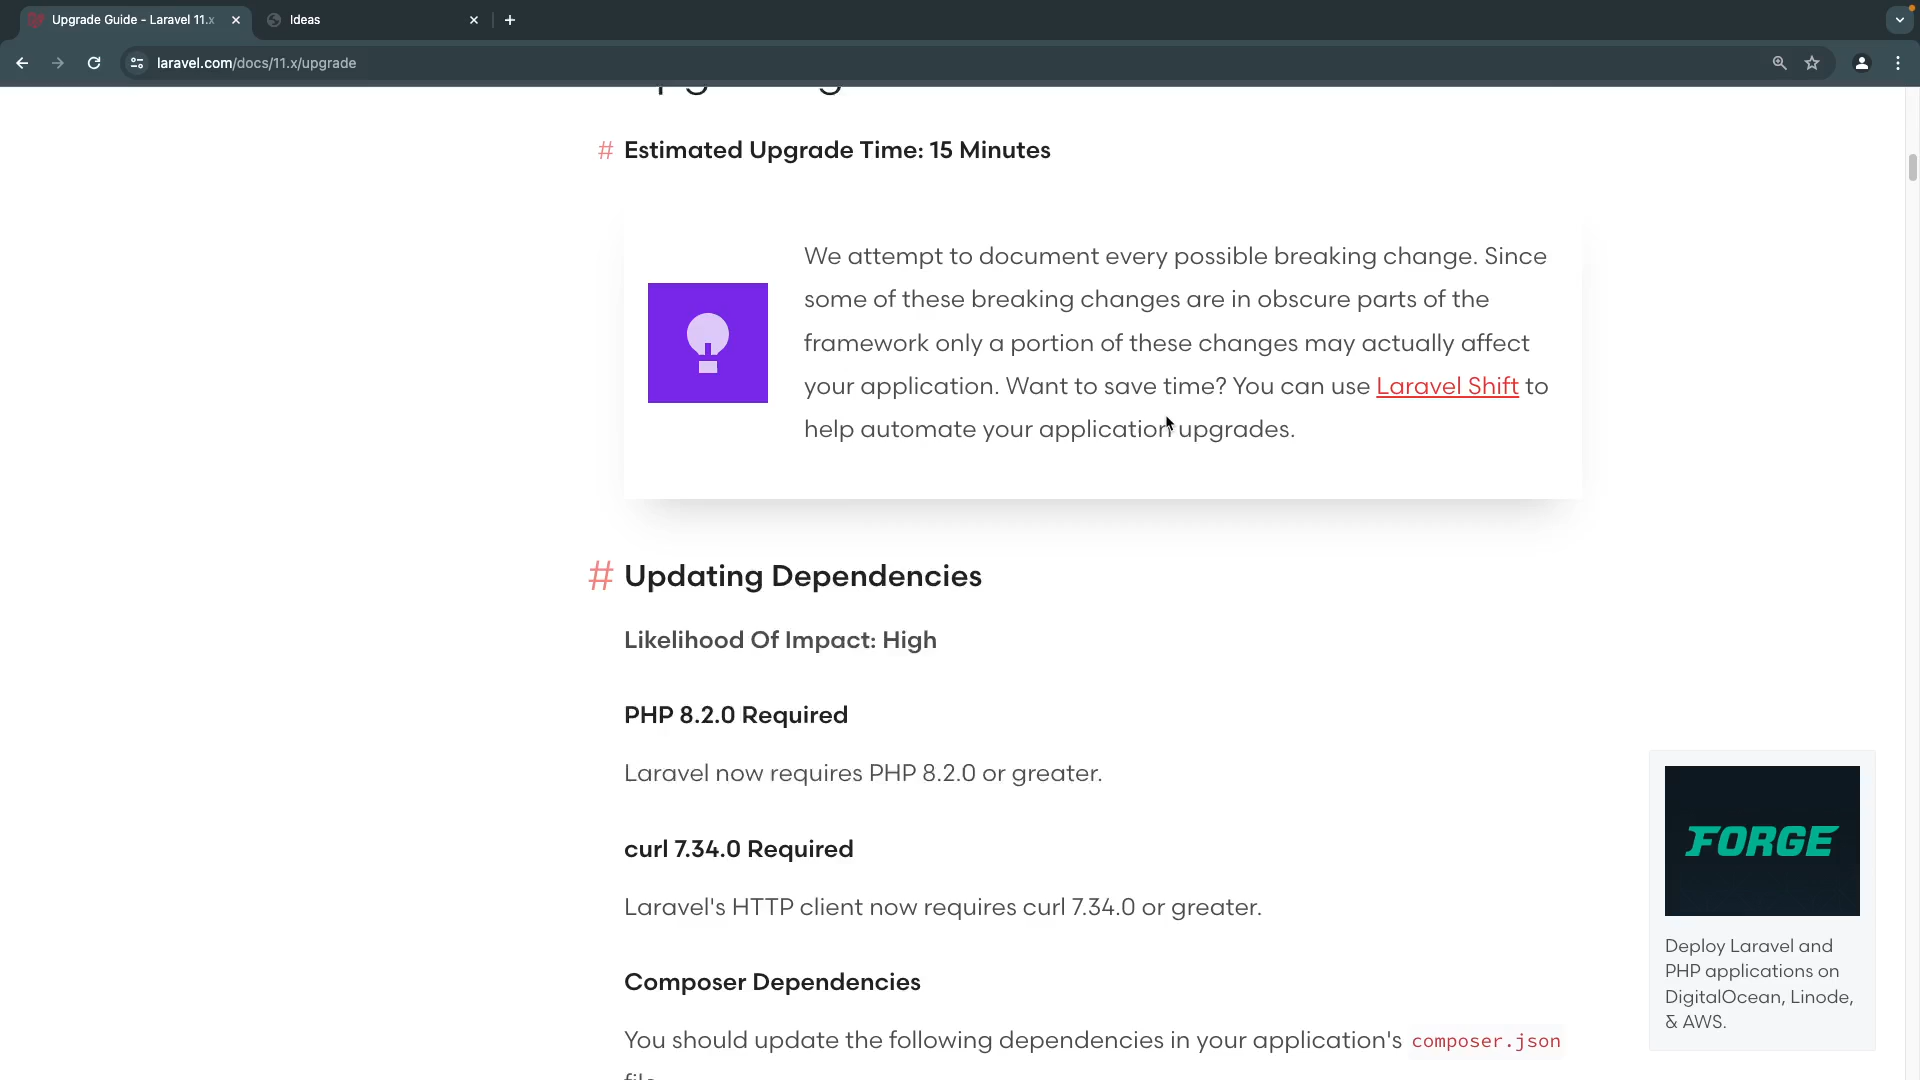 Upgrade Guide - Laravel 11.x
Ideas
laravel.com/docs/11.x/upgrade
# Estimated Upgrade Time: 15 Minutes
We attempt to document every possible breaking change. Since
some of these breaking changes are in obscure parts of the
framework only a portion of these changes may actually affect
your application. Want to save time? You can use Laravel Shift to
help automate your application upgrades.
# Updating Dependencies
Likelihood Of Impact: High
PHP 8.2.0 Required
Laravel now requires PHP 8.2.0 or greater.
curl 7.34.0 Required
Laravel's HTTP client now requires curl 7.34.0 or greater.
Composer Dependencies
You should update the following dependencies in your application's composer.json
FORGE
Deploy Laravel and
PHP applications on
DigitalOcean, Linode,
& AWS.